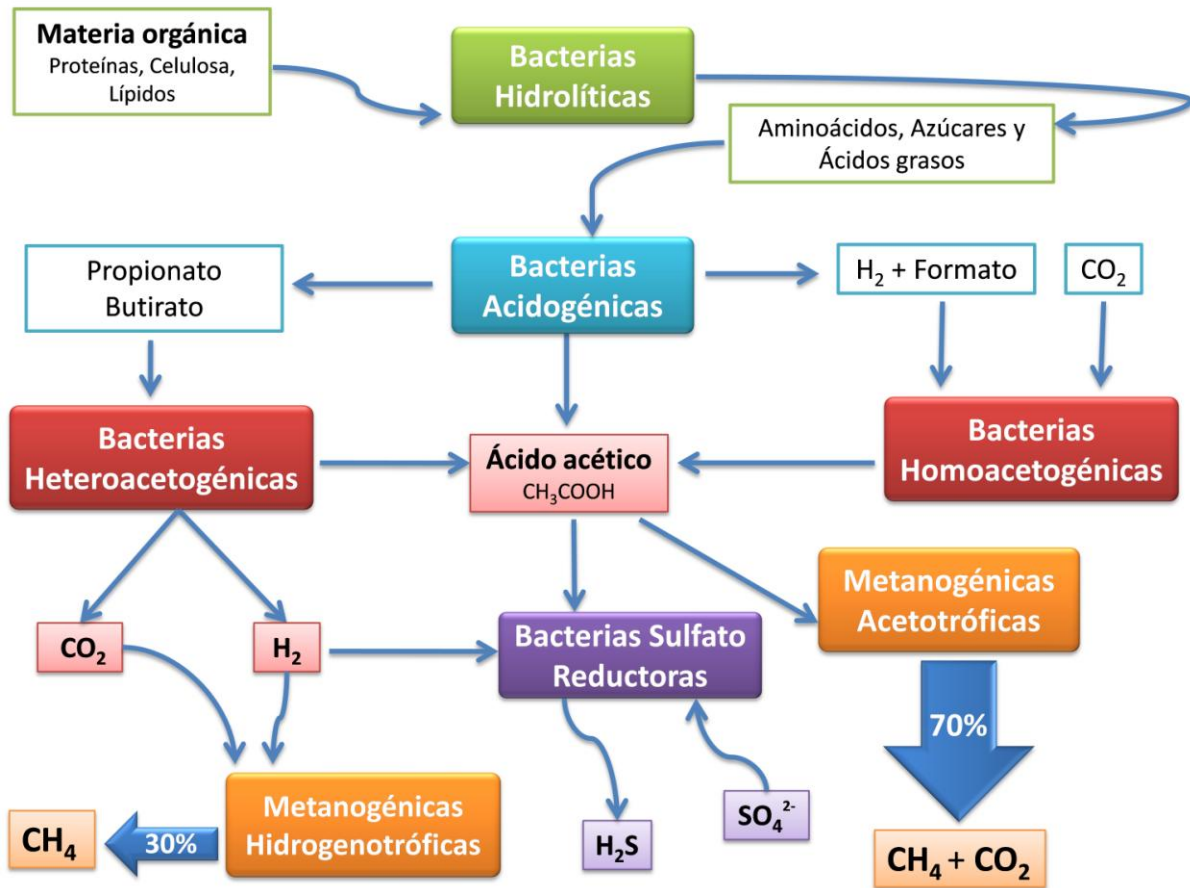 Materia orgánica
Proteínas, Celulosa,
Lípidos
Bacterias
Hidrolíticas
Aminoácidos, Azúcares y
Ácidos grasos
Propionato
Butirato
Bacterias
Acidogénicas
H₂ + Formato
CO₂
Bacterias
Heteroacetogénicas
Ácido acético
CH₃COOH
Bacterias
Homoacetogénicas
Metanogénicas
Acetotróficas
CO₂
H₂
Bacterias Sulfato
Reductoras
70%
Metanogénicas
Hidrogenotróficas
30%
CH₄
H₂S
SO₄²⁻
CH₄ + CO₂